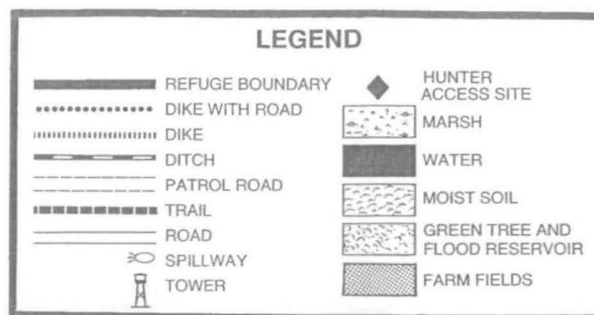 LEGEND
REFUGE BOUNDARY
DIKE WITH ROAD
DIKE
DITCH
PATROL ROAD
TRAIL
ROAD
SPILLWAY
TOWER
HUNTER
ACCESS SITE
MARSH
WATER
MOIST SOIL
GREEN TREE AND
FLOOD RESERVOIR
FARM FIELDS